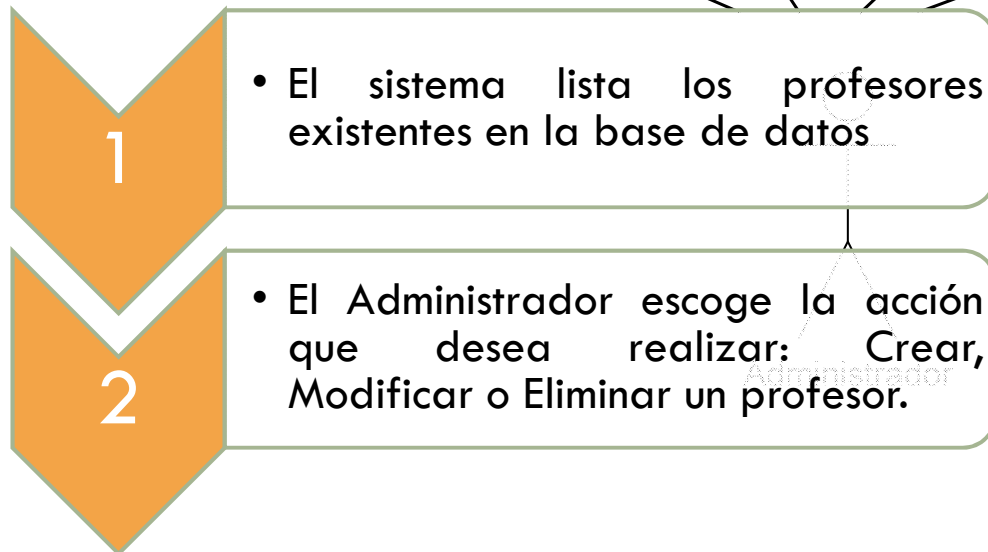 1
• El sistema lista los profesores
existentes en la base de datos
2
• El Administrador escoge la acción
que desea realizar: Crear,
Modificar o Eliminar un profesor.
Administrador